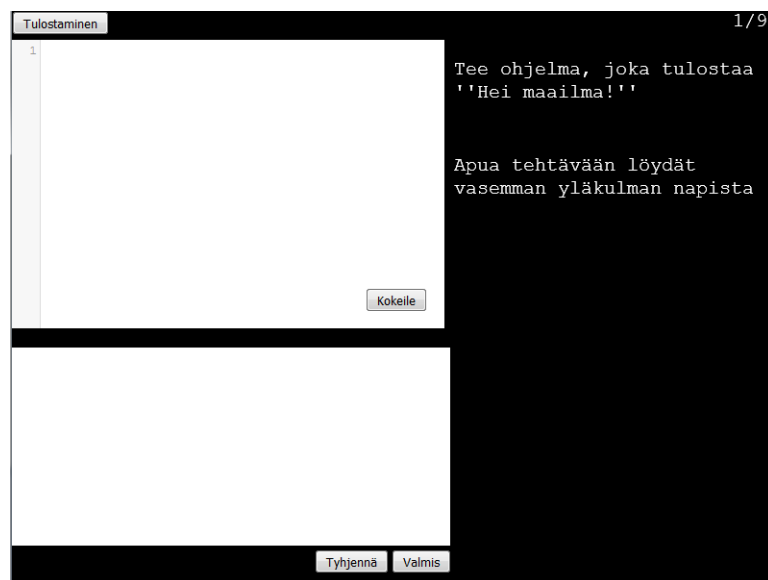 Tulostaminen
1/9
1
Tee ohjelma, joka tulostaa
''Hei maailma!''
Apua tehtävään löydät
vasemman yläkulman napista
Kokeile
Tyhjennä
Valmis